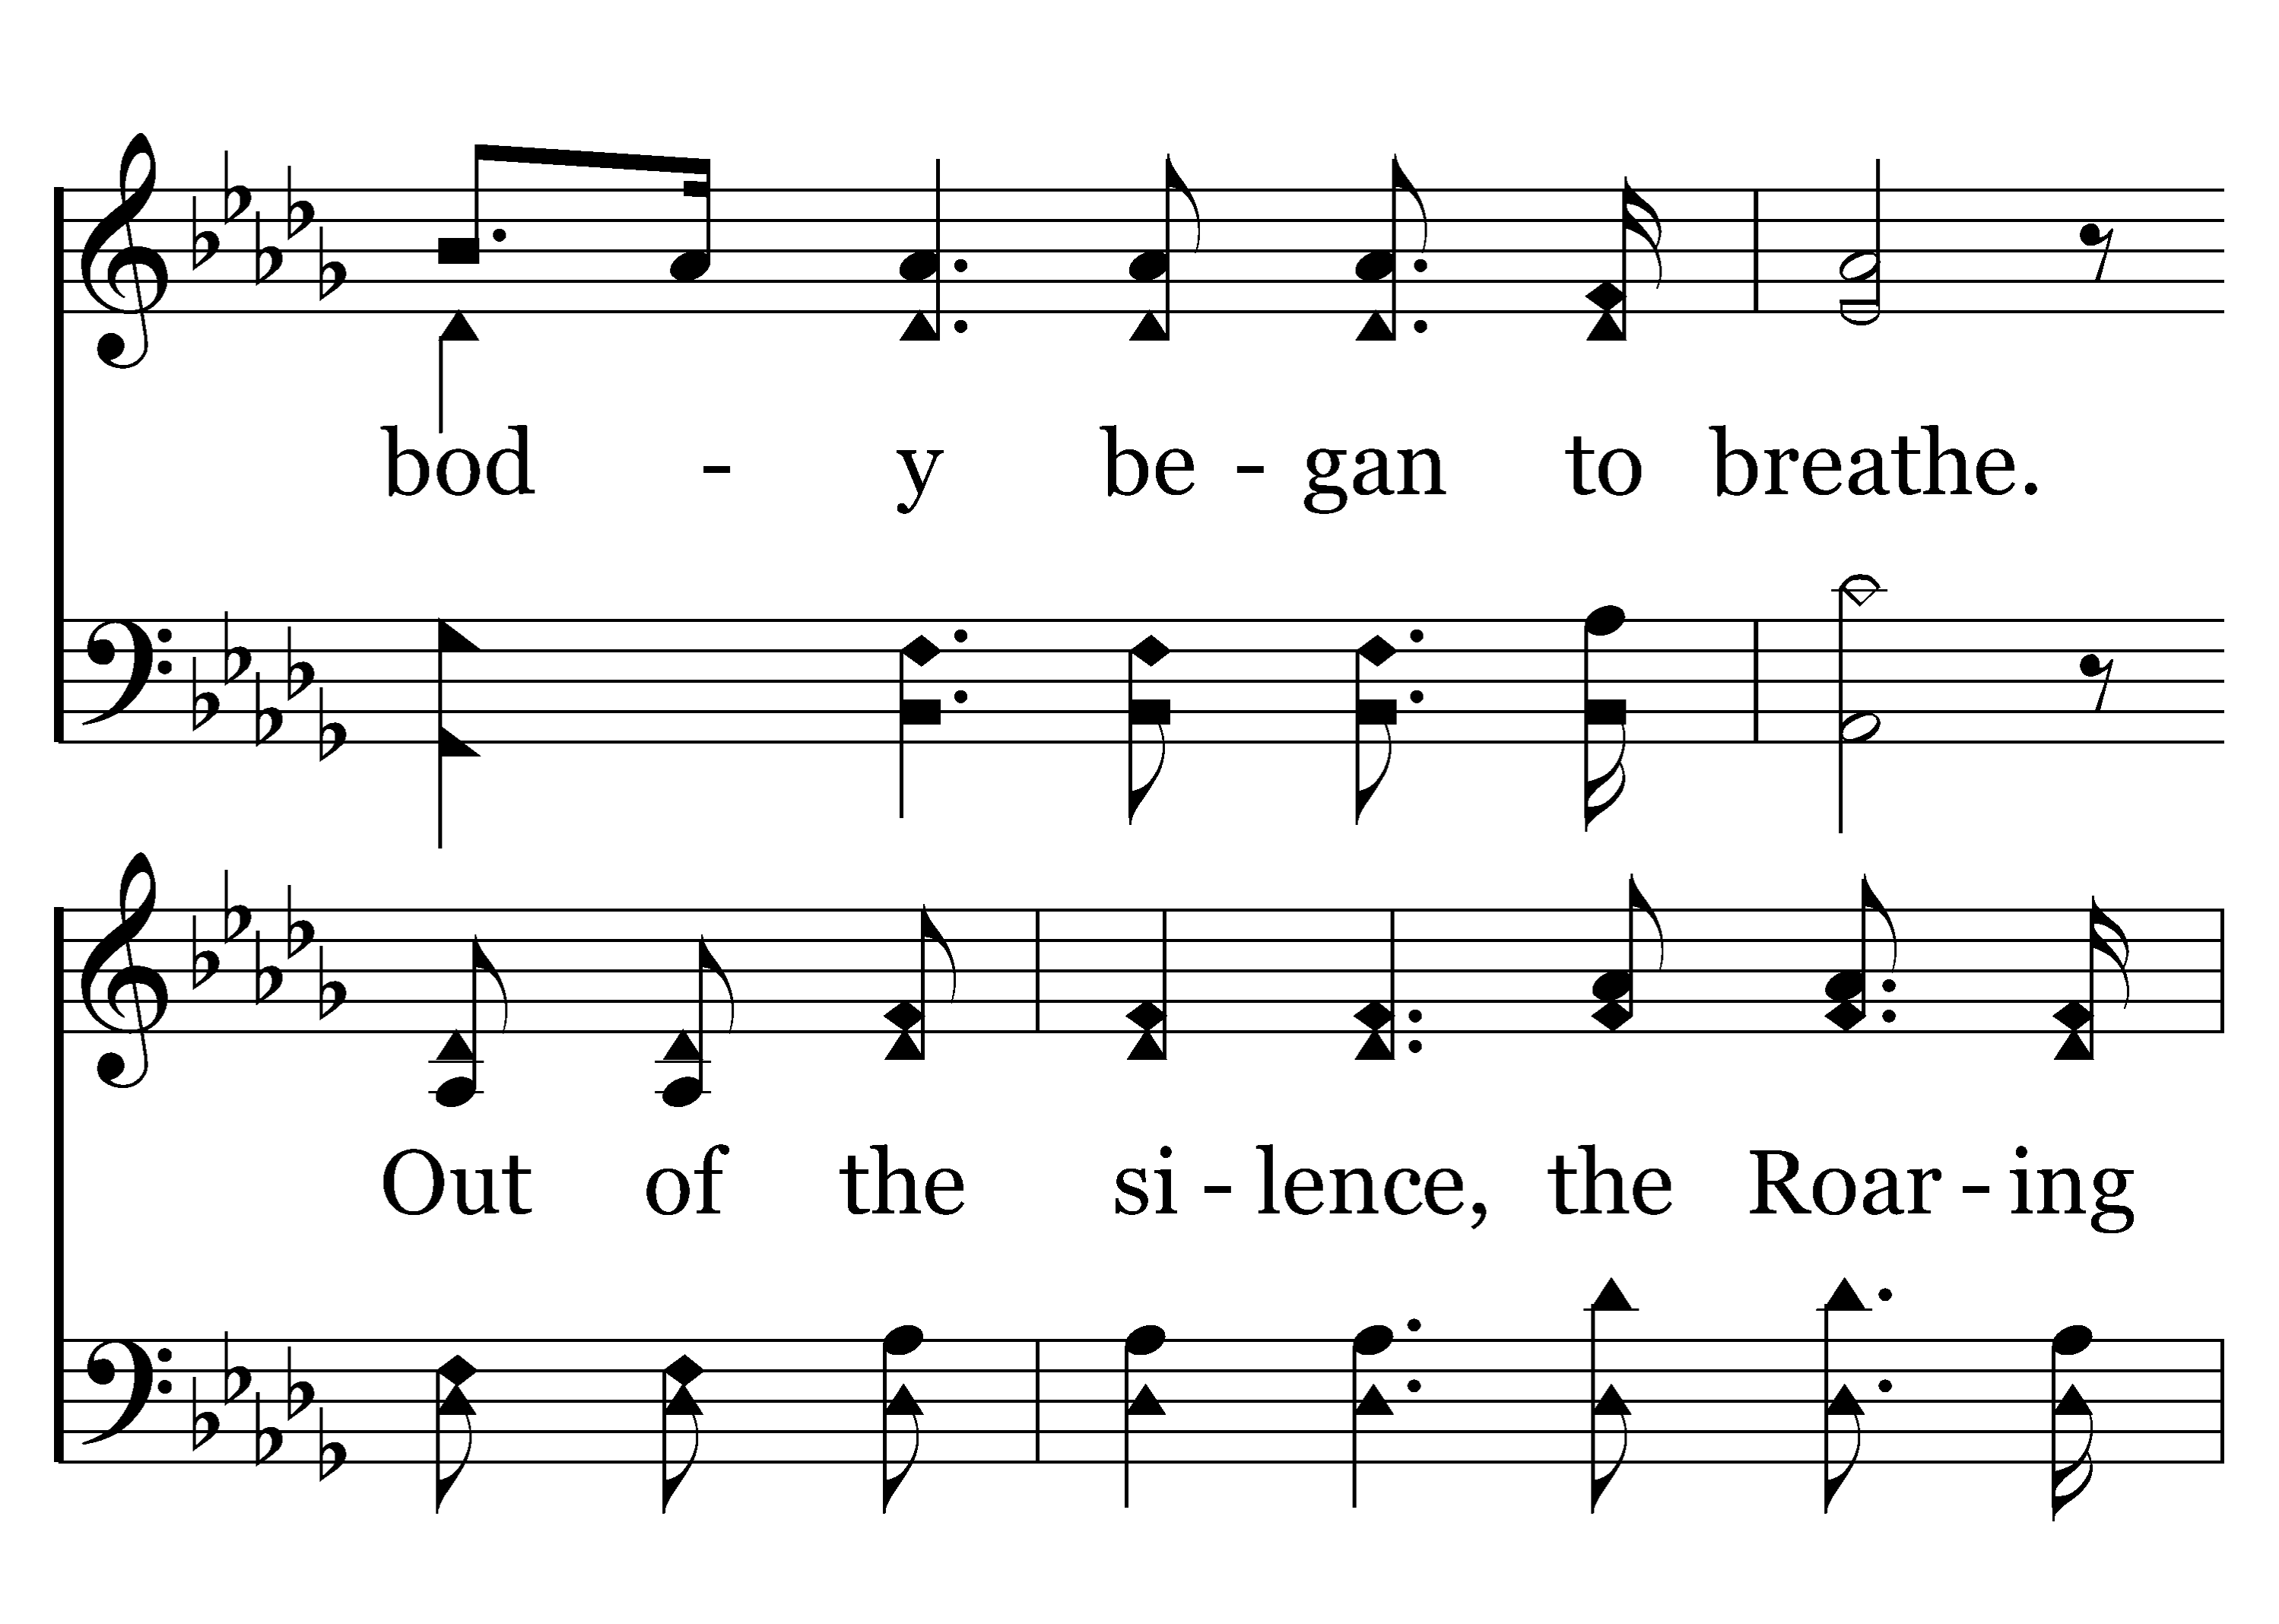 bod - y be - gan to breathe.
Out of the si - lence, the Roar - ing